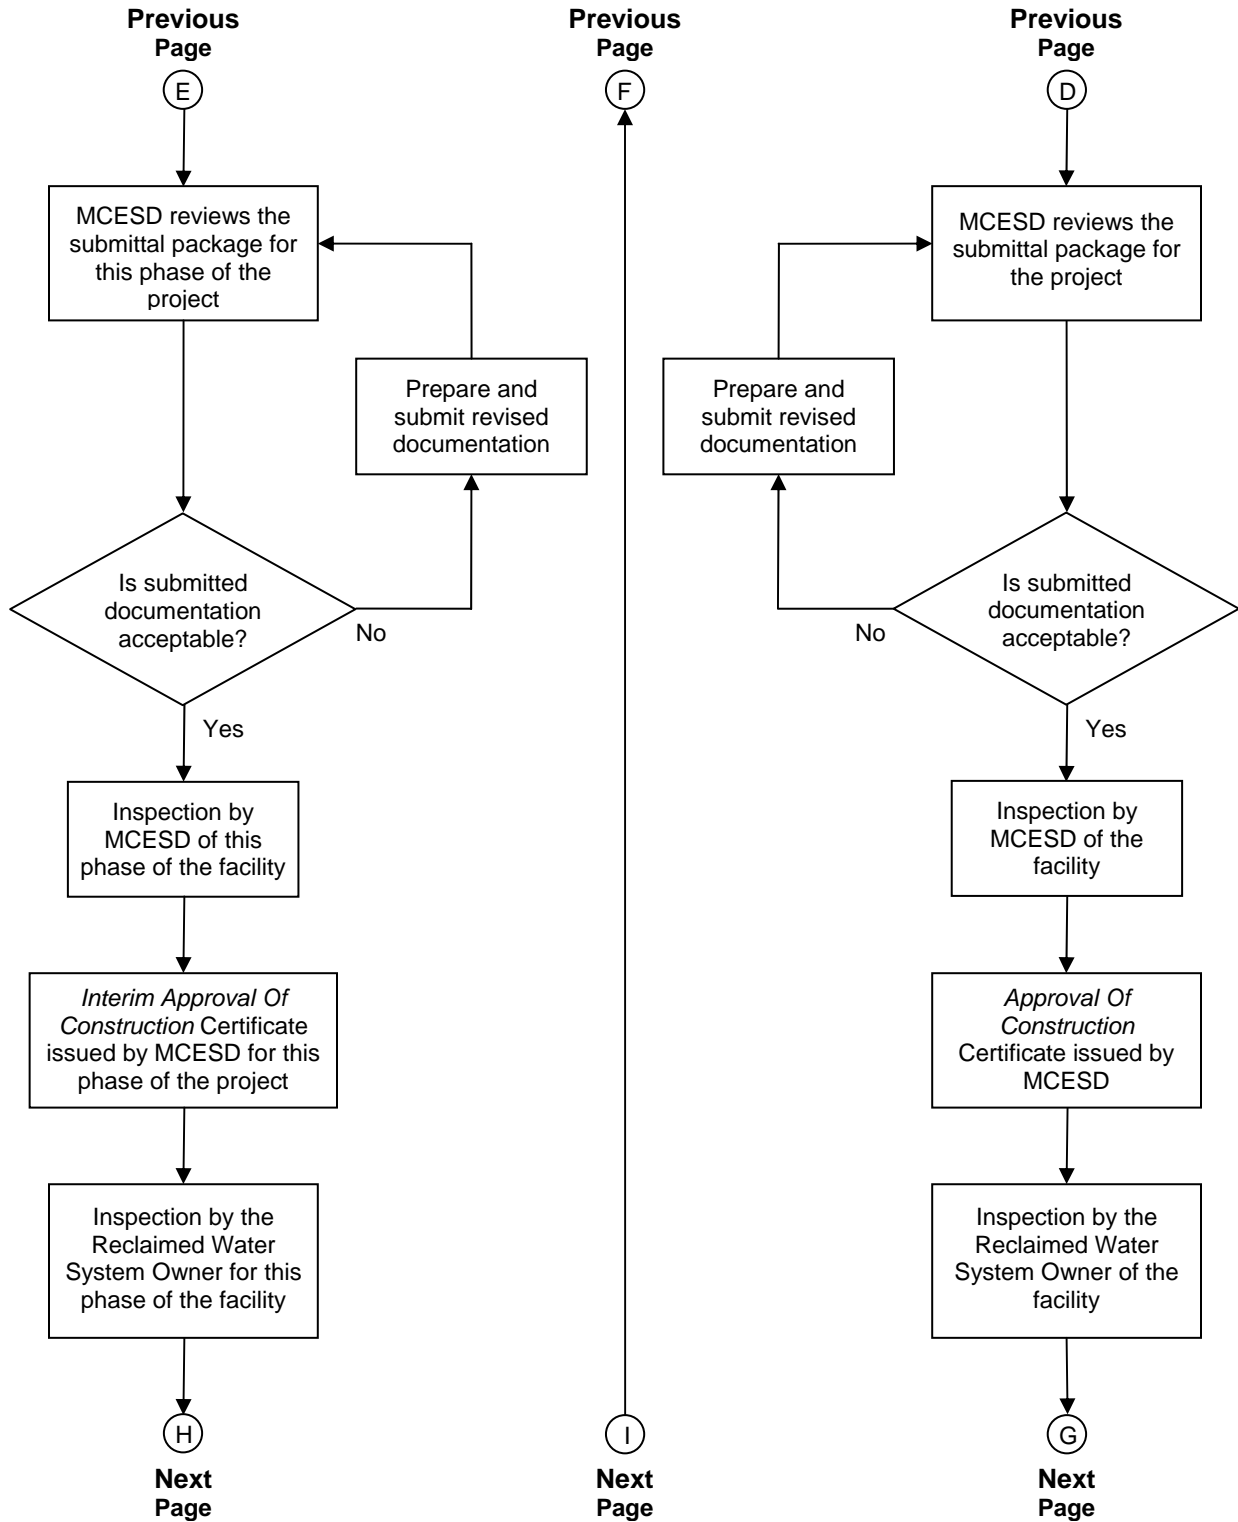 Previous
Page
E
MCESD reviews the
submittal package for
this phase of the
project
Prepare and
submit revised
documentation
Is submitted
documentation
acceptable?
No
Yes
Inspection by
MCESD of this
phase of the facility
Interim Approval Of
Construction Certificate
issued by MCESD for this
phase of the project
Inspection by the
Reclaimed Water
System Owner for this
phase of the facility
H
Next
Page
Previous
Page
F
I
Next
Page
Previous
Page
D
MCESD reviews the
submittal package for
the project
Prepare and
submit revised
documentation
Is submitted
documentation
acceptable?
No
Yes
Inspection by
MCESD of the
facility
Approval Of
Construction
Certificate issued by
MCESD
Inspection by the
Reclaimed Water
System Owner of the
facility
G
Next
Page